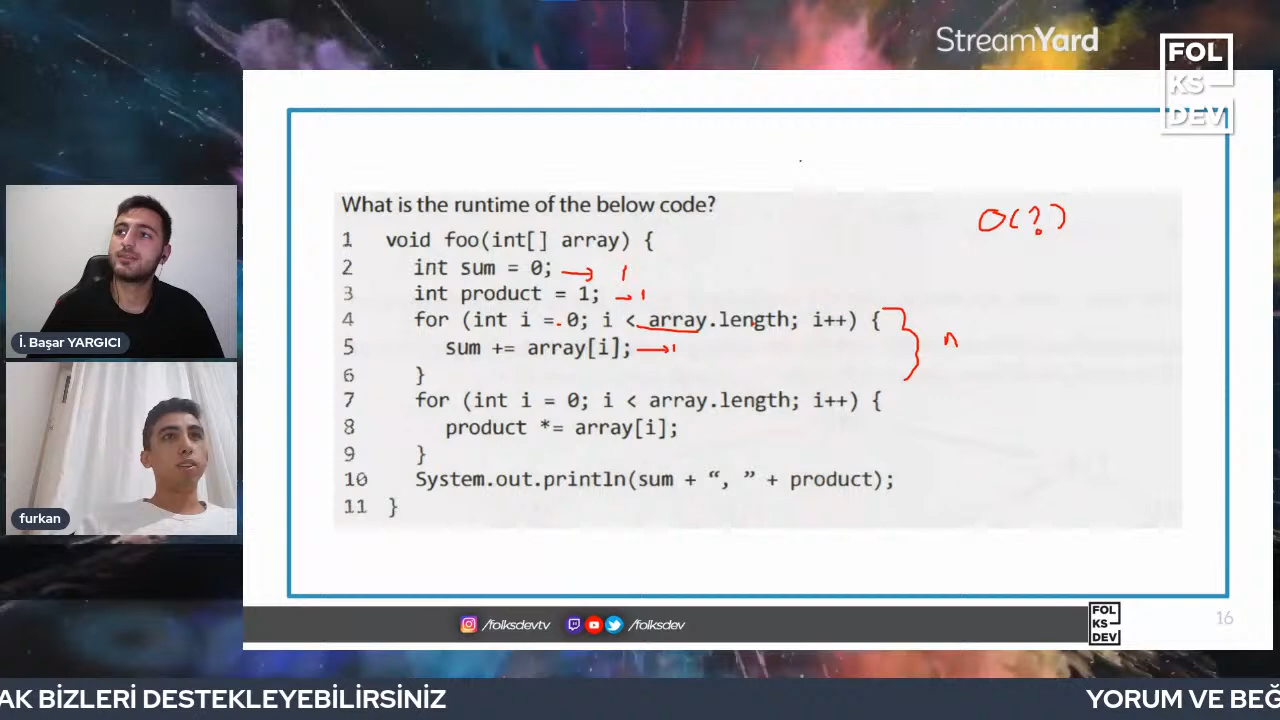 StreamYard
FOL
KS
DEV
What is the runtime of the below code?
O(?)
1 void foo(int[] array) {
2 int sum = 0; → 1
3 int product = 1; → 1
4 for (int i = 0; i < array.length; i++) {
5 sum += array[i]; → 1
n
6 }
7 for (int i = 0; i < array.length; i++) {
8 product *= array[i];
9 }
10 System.out.println(sum + “, ” + product);
11 }
İ. Başar YARGICI
furkan
/folksdevtv /folksdev
FOL
KS
DEV
16
AK BİZLERİ DESTEKLEYEBİLİRSİNİZ YORUM VE BEĞ